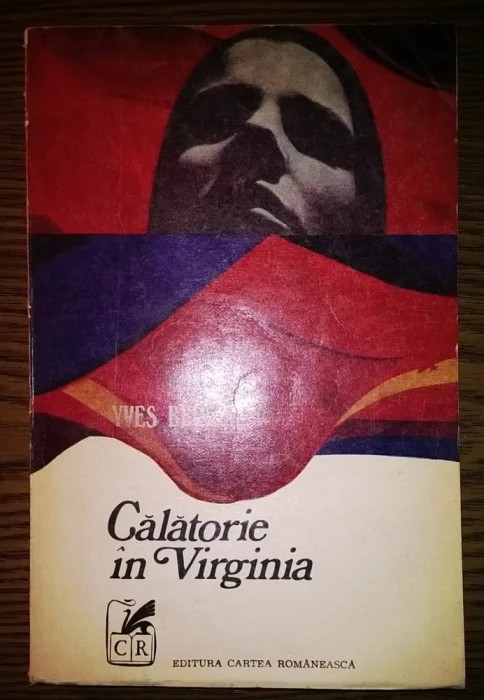 YVES
Călătorie
în Virginia
CR
EDITURA CARTEA ROMÂNEASCĂ